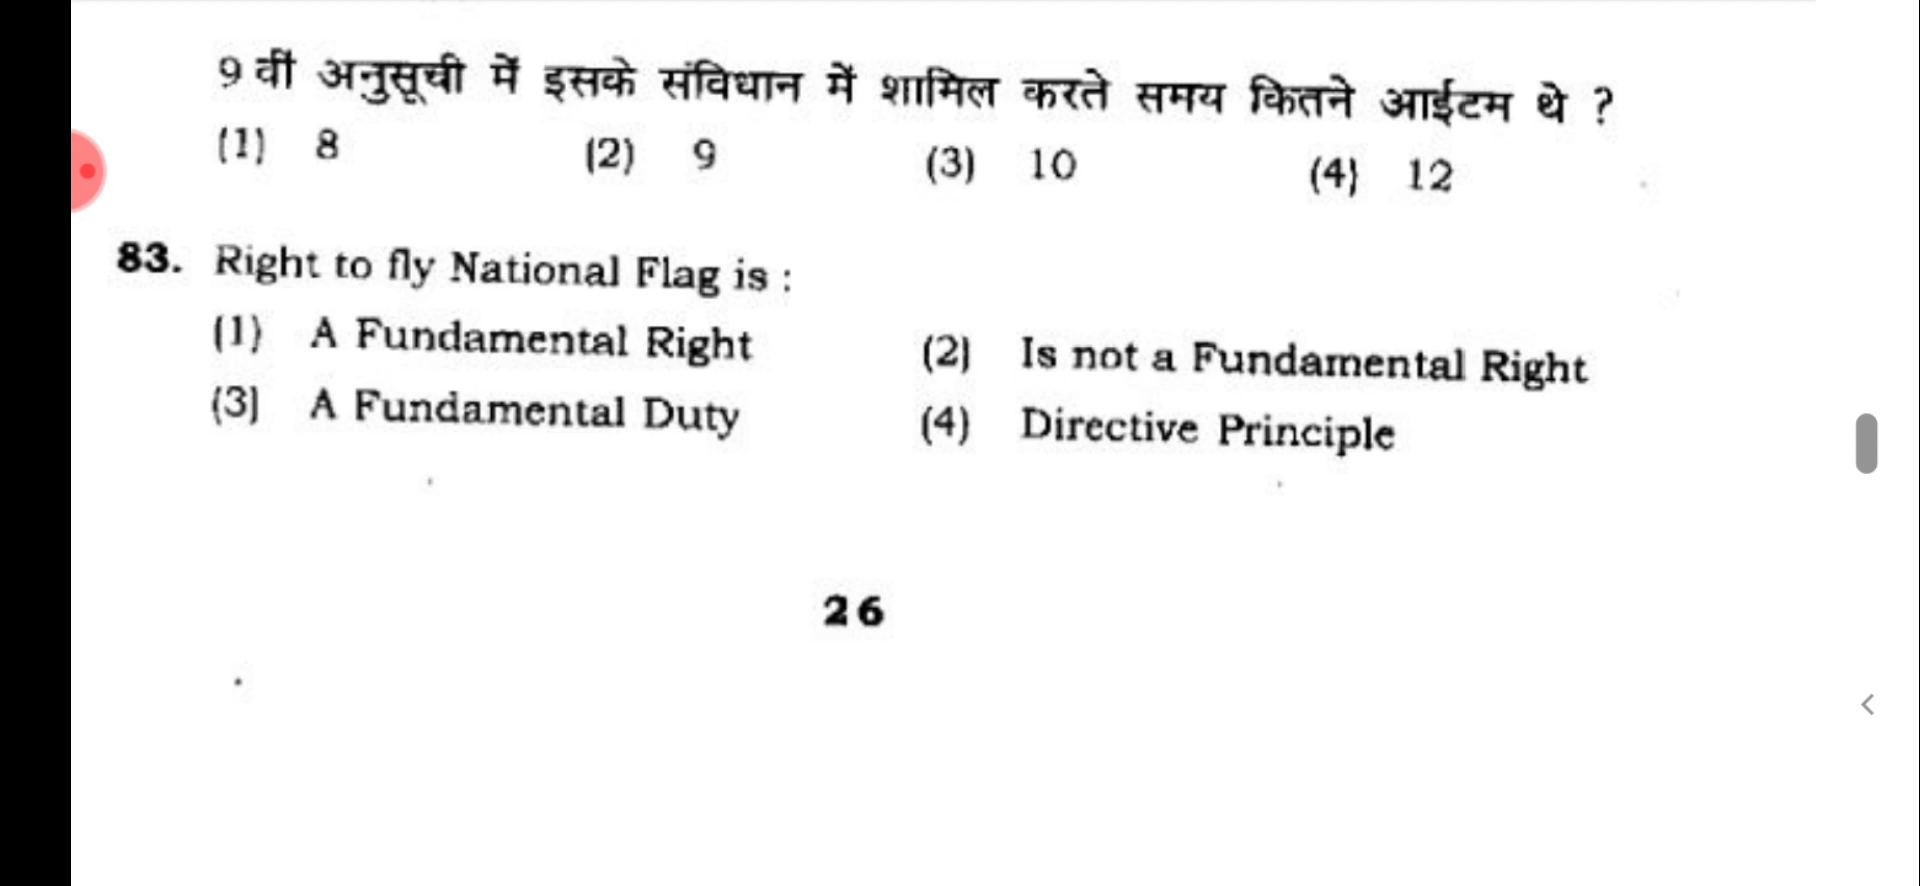 9 वीं अनुसूची में इसके संविधान में शामिल करते समय कितने आईटम थे ?
(1) 8 (2) 9 (3) 10 (4) 12
83. Right to fly National Flag is :
(1) A Fundamental Right (2) Is not a Fundamental Right
(3) A Fundamental Duty (4) Directive Principle
26